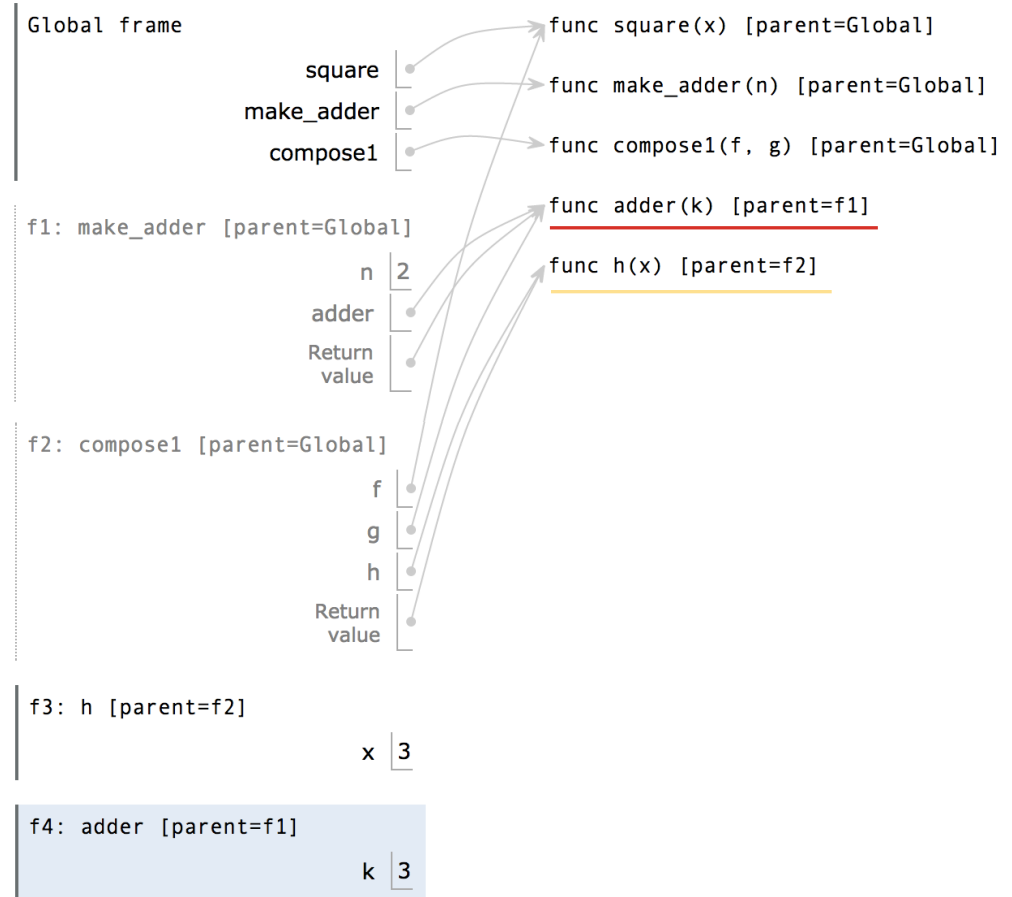 Global frame
square
make_adder
compose1
func square(x) [parent=Global]
func make_adder(n) [parent=Global]
func compose1(f, g) [parent=Global]
func adder(k) [parent=f1]
func h(x) [parent=f2]
f1: make_adder [parent=Global]
n 2
adder
Return
value
f2: compose1 [parent=Global]
f
g
h
Return
value
f3: h [parent=f2]
x 3
f4: adder [parent=f1]
k 3